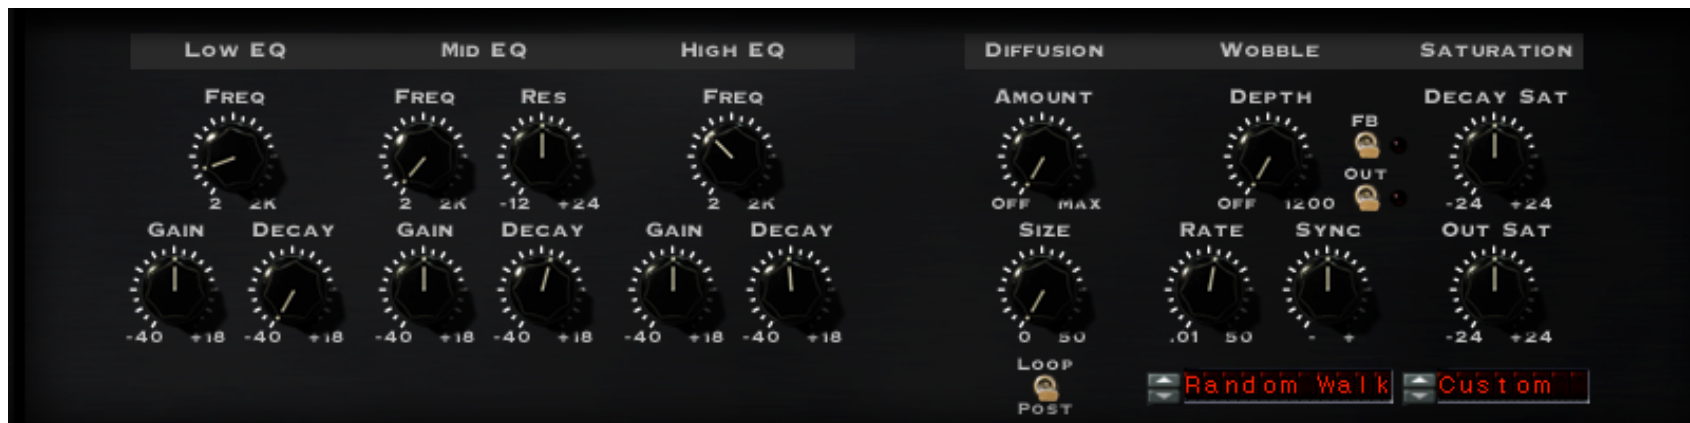 LOW EQ MID EQ HIGH EQ DIFFUSION WOBBLE SATURATION
FREQ FREQ RES FREQ AMOUNT DEPTH DECAY SAT
FB
OUT
2 2K 2 2K -12 +24 2 2K OFF MAX OFF 1200 -24 +24
GAIN DECAY GAIN DECAY GAIN DECAY SIZE RATE SYNC OUT SAT
-40 +18 -40 +18 -40 +18 -40 +18 -40 +18 -40 +18 0 50 .01 50 - + -24 +24
LOOP
Random Walk Custom
POST